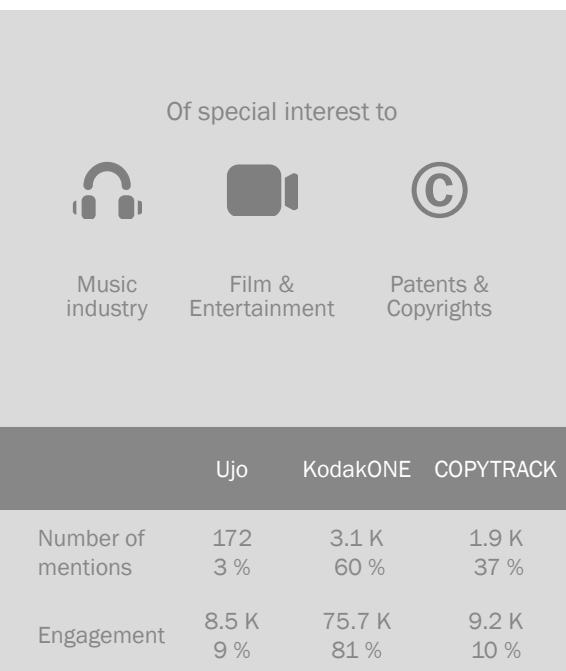 Of special interest to
©
Music Film & Patents &
industry Entertainment Copyrights
Ujo KodakONE COPYTRACK
Number of 172 3.1 K 1.9 K
mentions 3 % 60 % 37 %
8.5 K 75.7 K 9.2 K
Engagement
9 % 81 % 10 %